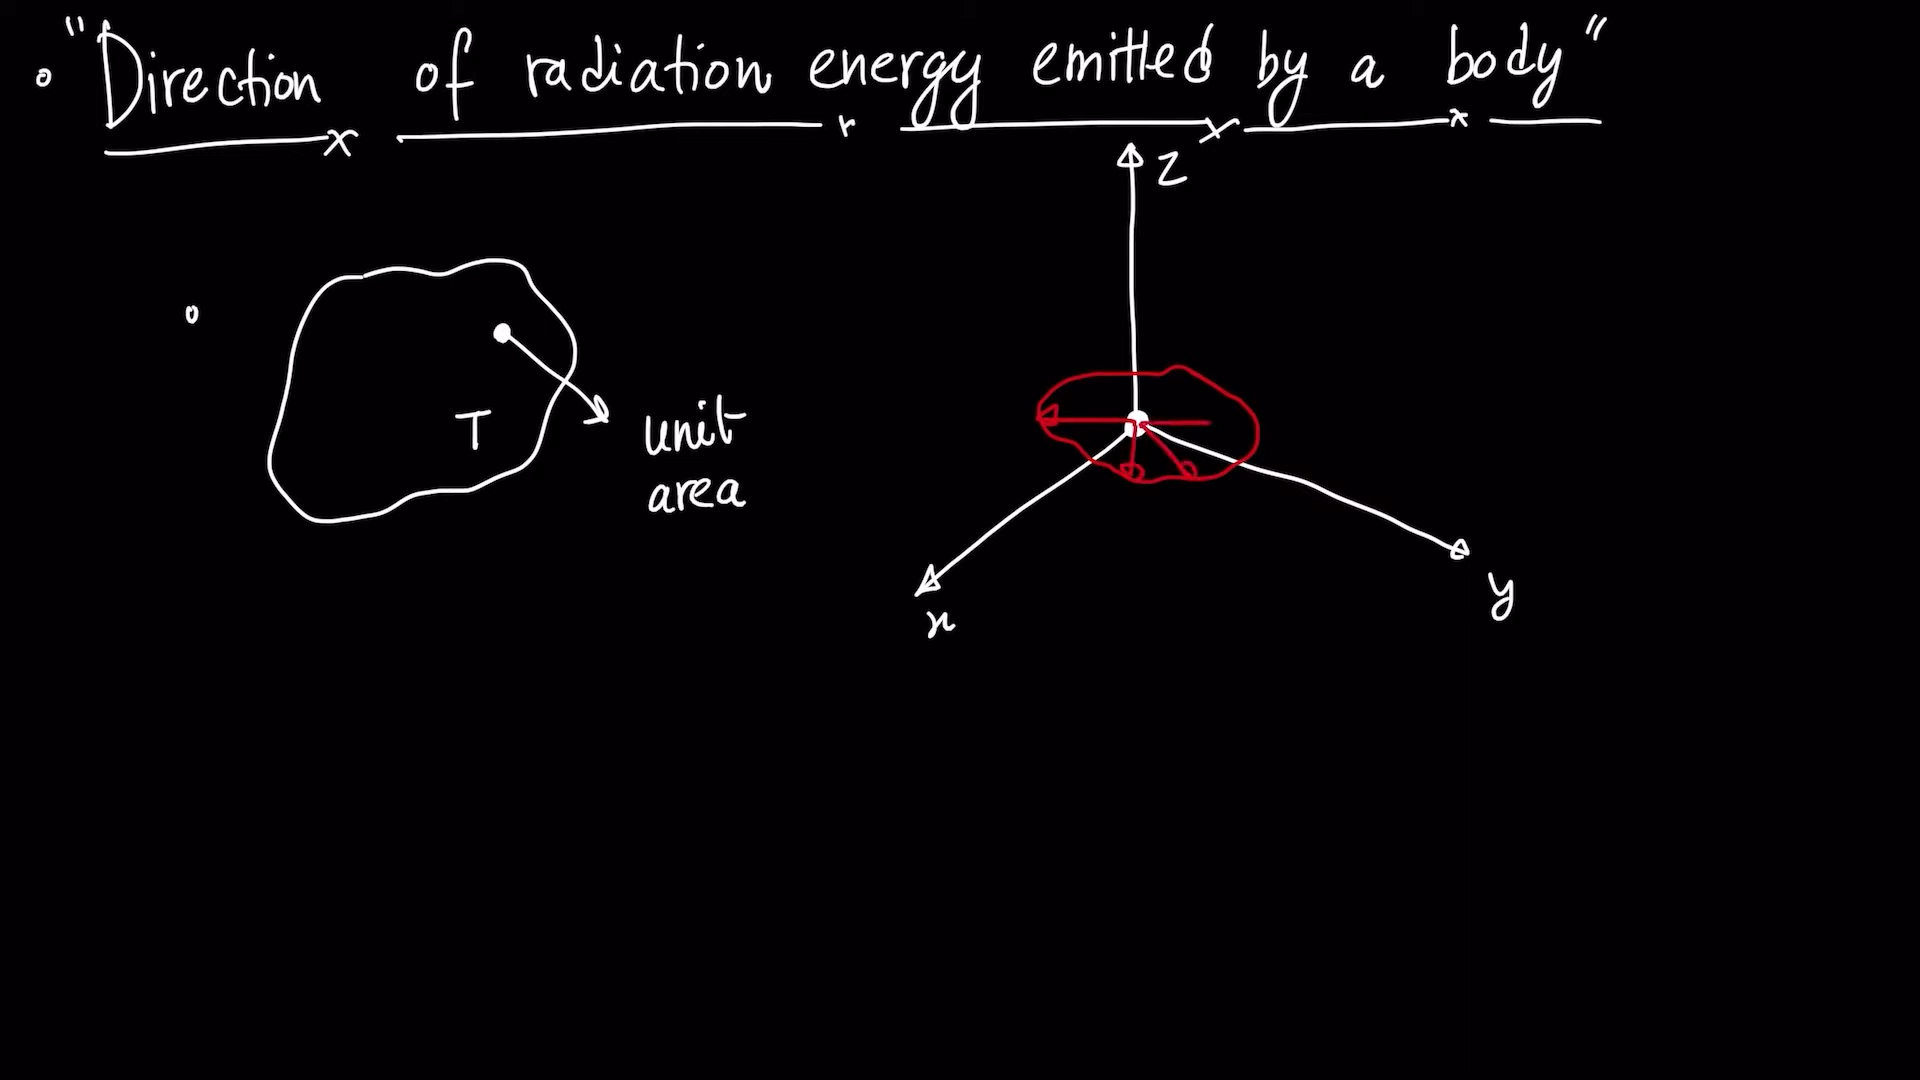 "Direction of radiation energy emitted by a body"
z
T
unit
area
x
y